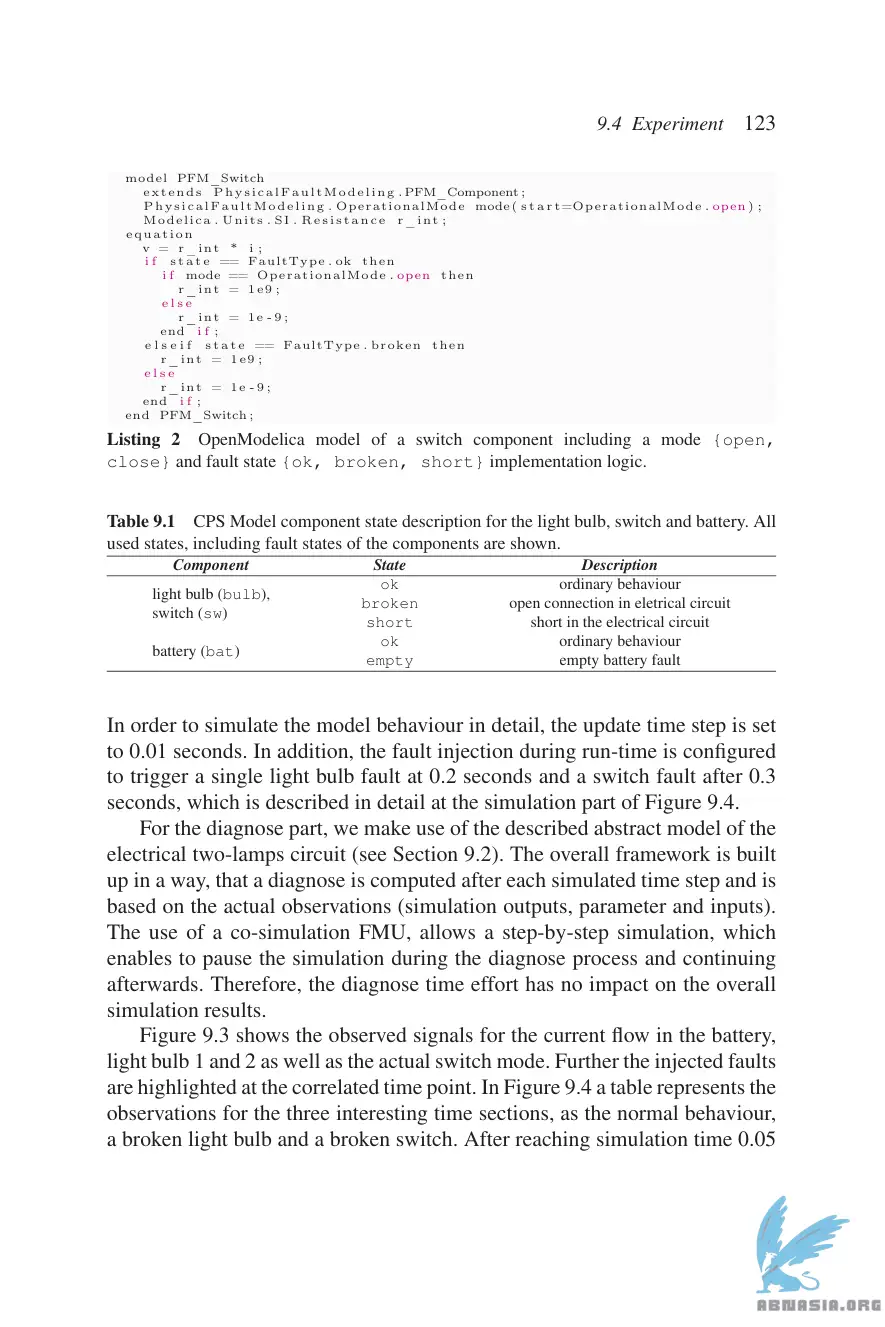 9.4 Experiment 123
model PFM_Switch
extends PhysicalFaultModeling.PFM_Component;
PhysicalFaultModeling.OperationalMode mode(start=OperationalMode.open);
Modelica.Units.SI.Resistance r_int;
equation
v = r_int * i;
if state == FaultType.ok then
if mode == OperationalMode.open then
r_int = 1e9;
else
r_int = 1e-9;
end if;
elseif state == FaultType.broken then
r_int = 1e9;
else
r_int = 1e-9;
end if;
end PFM_Switch;
Listing 2 OpenModelica model of a switch component including a mode {open,
close} and fault state {ok, broken, short} implementation logic.
Table 9.1 CPS Model component state description for the light bulb, switch and battery. All
used states, including fault states of the components are shown.
Component State Description
light bulb (bulb),
switch (sw)
ok ordinary behaviour
broken open connection in eletrical circuit
short short in the electrical circuit
battery (bat)
ok ordinary behaviour
empty empty battery fault
In order to simulate the model behaviour in detail, the update time step is set
to 0.01 seconds. In addition, the fault injection during run-time is configured
to trigger a single light bulb fault at 0.2 seconds and a switch fault after 0.3
seconds, which is described in detail at the simulation part of Figure 9.4.
For the diagnose part, we make use of the described abstract model of the
electrical two-lamps circuit (see Section 9.2). The overall framework is built
up in a way, that a diagnose is computed after each simulated time step and is
based on the actual observations (simulation outputs, parameter and inputs).
The use of a co-simulation FMU, allows a step-by-step simulation, which
enables to pause the simulation during the diagnose process and continuing
afterwards. Therefore, the diagnose time effort has no impact on the overall
simulation results.
Figure 9.3 shows the observed signals for the current flow in the battery,
light bulb 1 and 2 as well as the actual switch mode. Further the injected faults
are highlighted at the correlated time point. In Figure 9.4 a table represents the
observations for the three interesting time sections, as the normal behaviour,
a broken light bulb and a broken switch. After reaching simulation time 0.05
ABNASIA.ORG